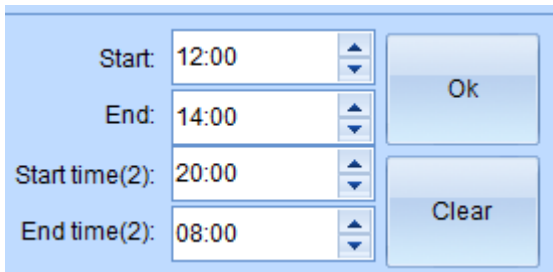 Start: 12:00
End: 14:00
Start time(2): 20:00
End time(2): 08:00
Ok
Clear